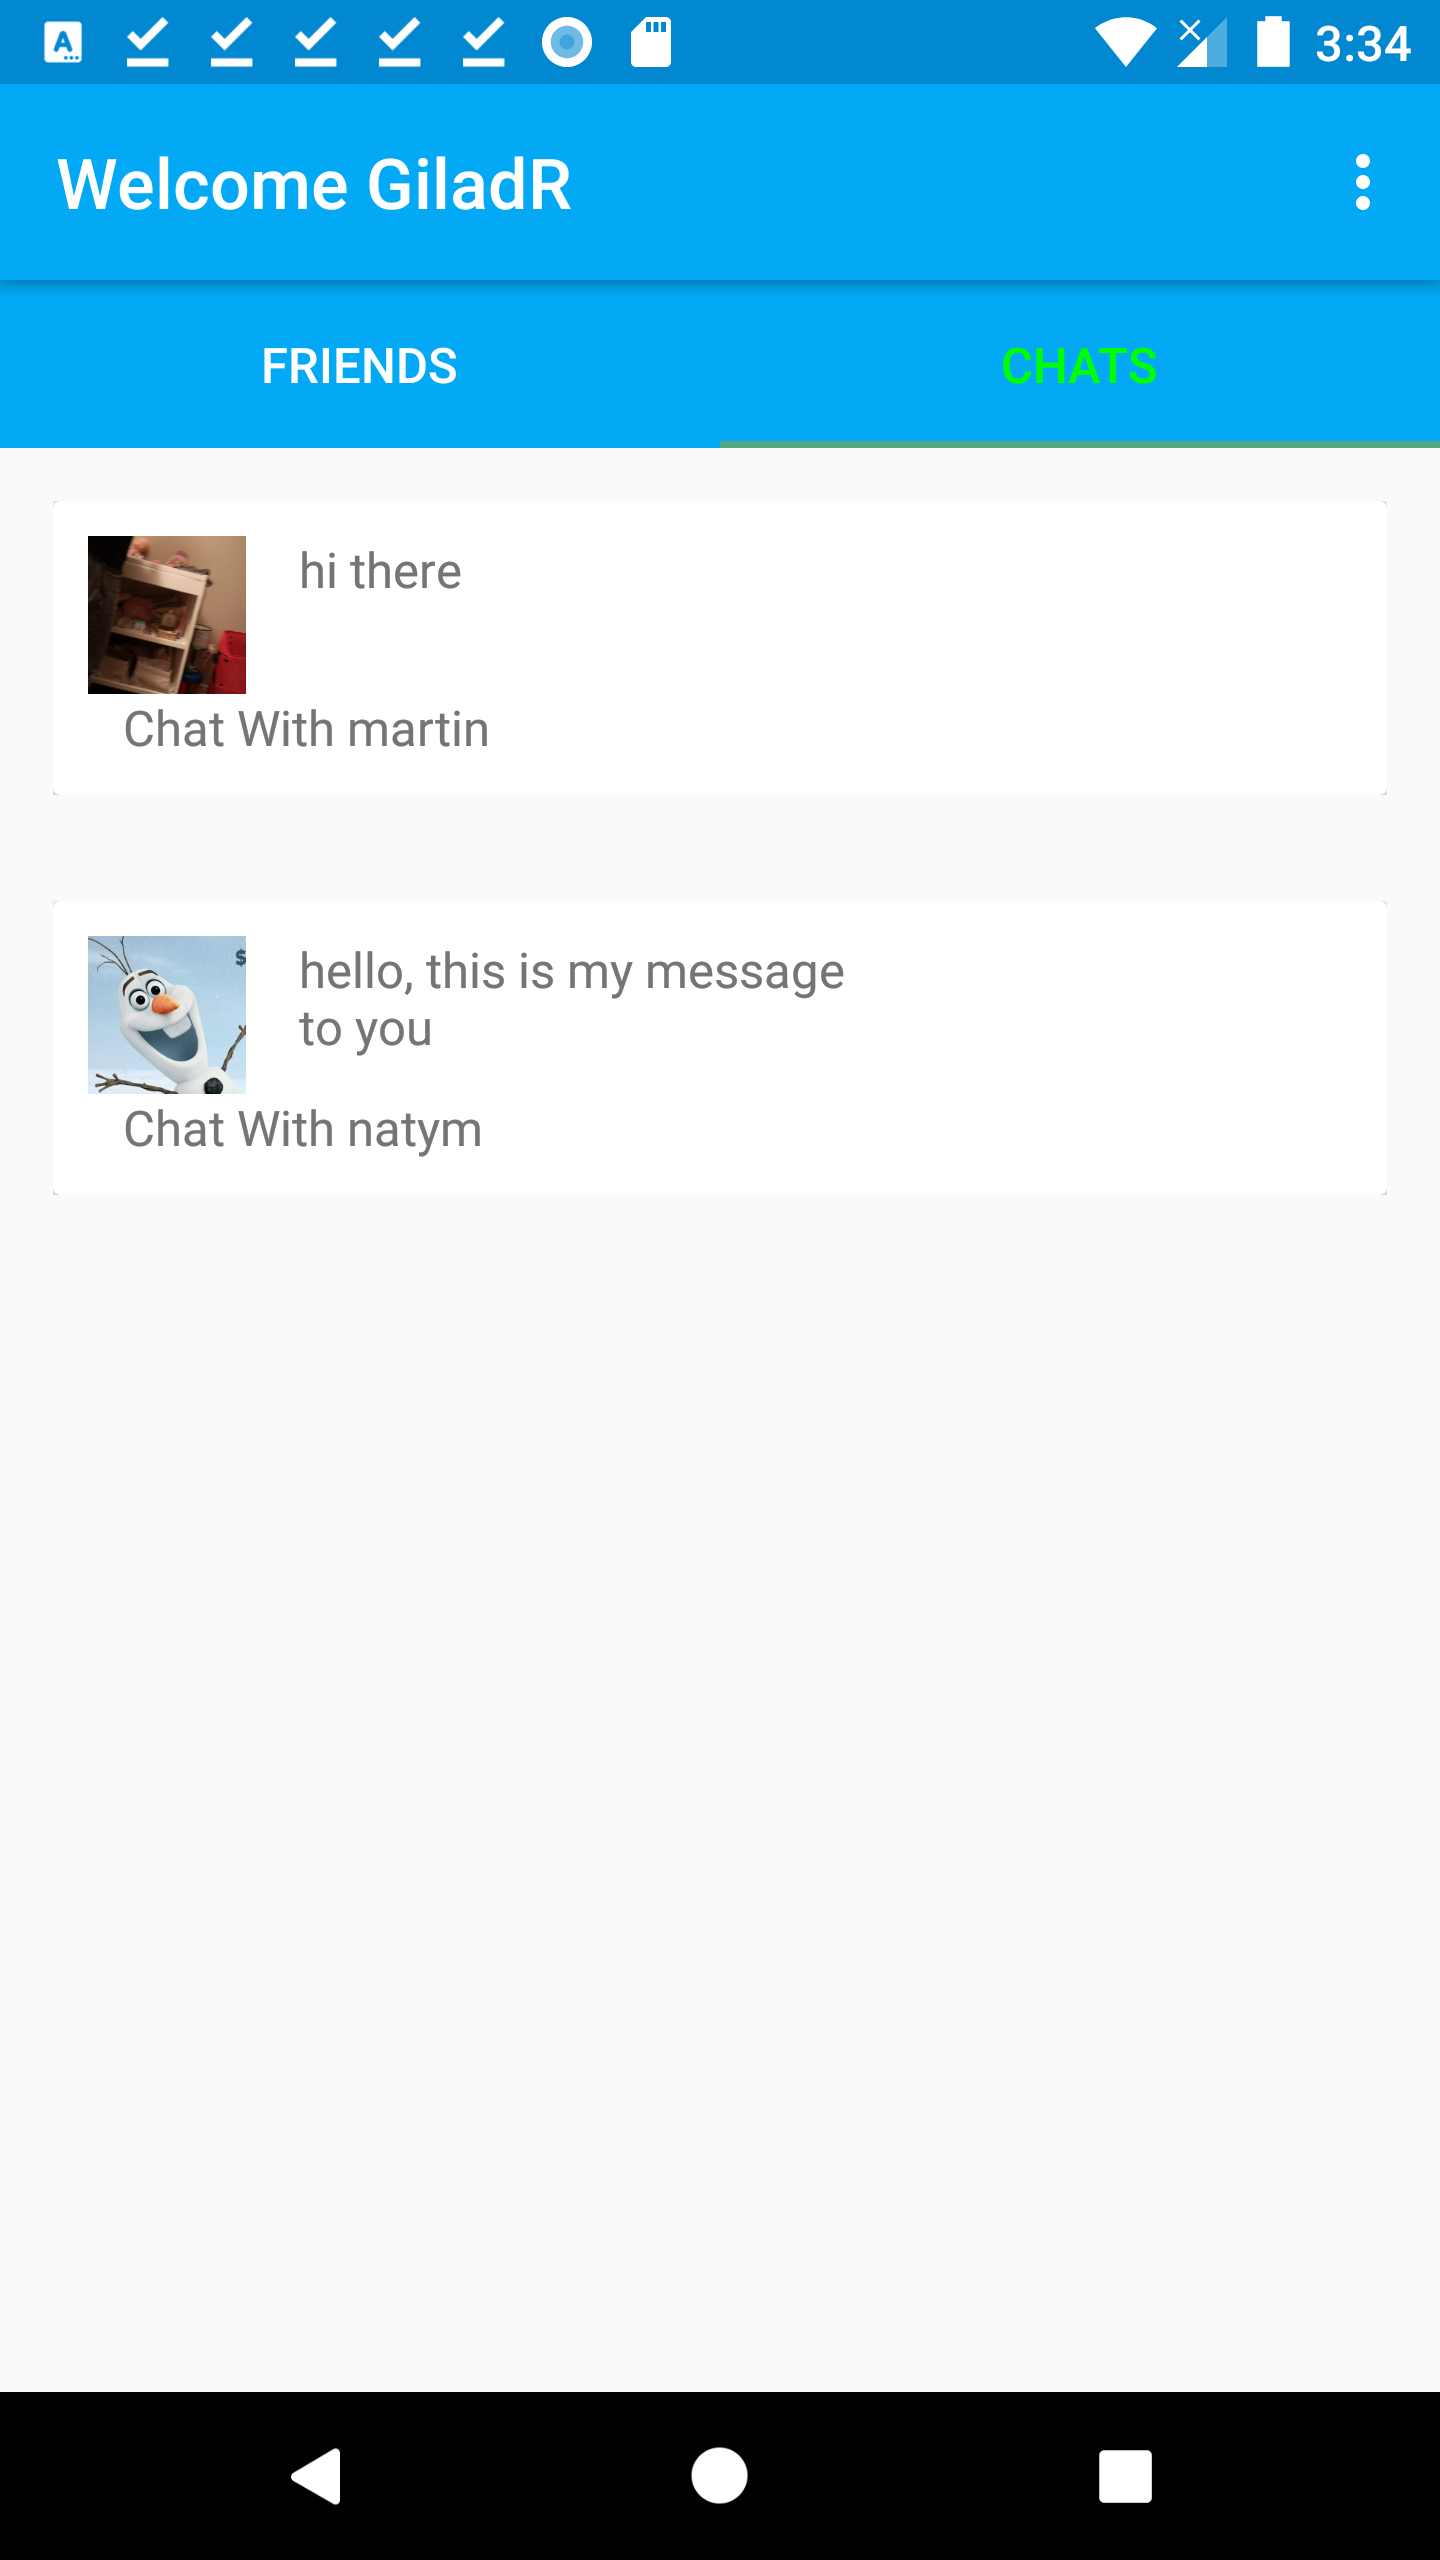 3:34
Welcome GiladR
FRIENDS
CHATS
hi there
Chat With martin
$
hello, this is my message
to you
Chat With natym